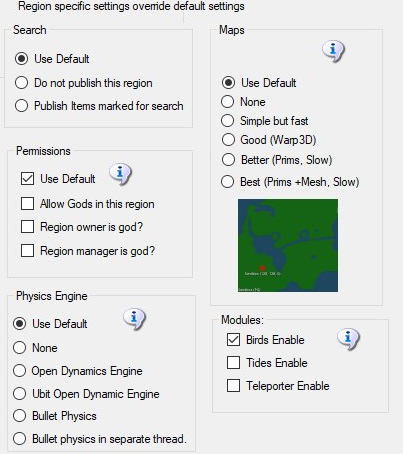 Region specific settings override default settings
Search
Use Default
Do not publish this region
Publish Items marked for search
Permissions
Use Default
Allow Gods in this region
Region owner is god?
Region manager is god?
Physics Engine
Use Default
None
Open Dynamics Engine
Ubit Open Dynamic Engine
Bullet Physics
Bullet physics in separate thread.
Maps
Use Default
None
Simple but fast
Good (Warp3D)
Better (Prims, Slow)
Best (Prims +Mesh, Slow)
Modules:
Birds Enable
Tides Enable
Teleporter Enable